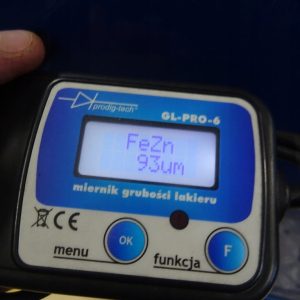 prodig-tech®
GL-PRO-6
FeZn
93um
miernik grubości lakieru
CE
OK
F
menu
funkcja